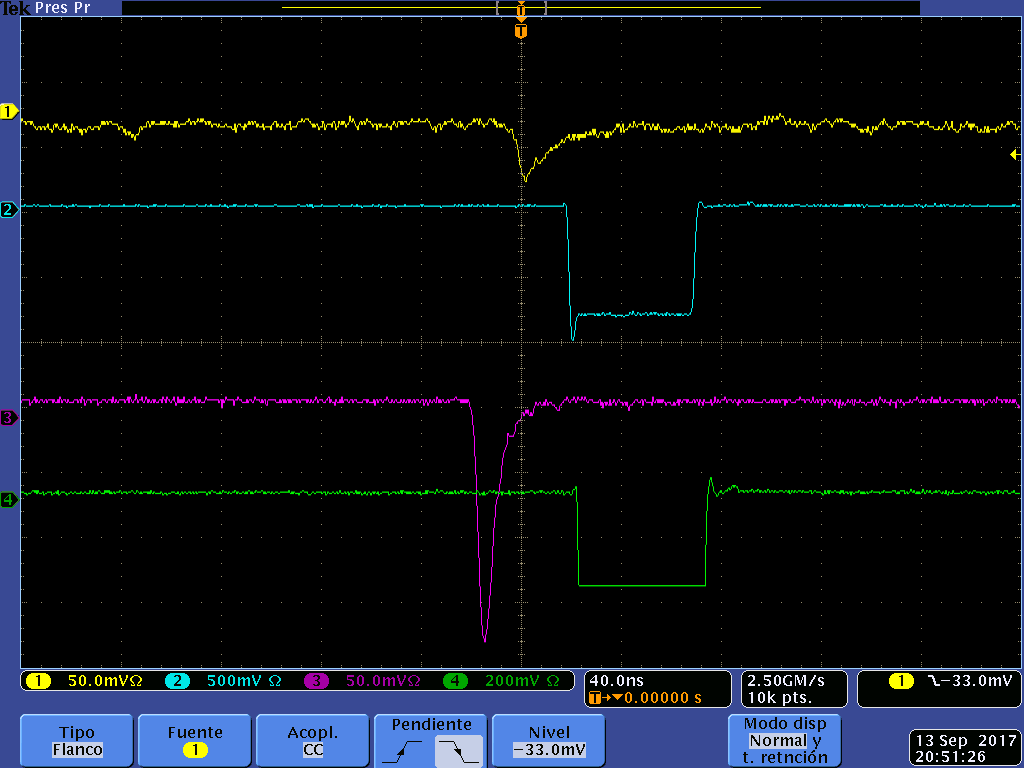 Tek Pres Pr
T
T
1
2
3
4
1 50.0mVΩ 2 500mV Ω 3 50.0mVΩ 4 200mV Ω
40.0ns
T→▼0.00000 s
2.50GM/s
10k pts.
1 -33.0mV
Tipo
Flanco
Fuente
1
Acopl.
CC
Pendiente
Nivel
-33.0mV
Modo disp
Normal y
t. retnción
13 Sep 2017
20:51:26